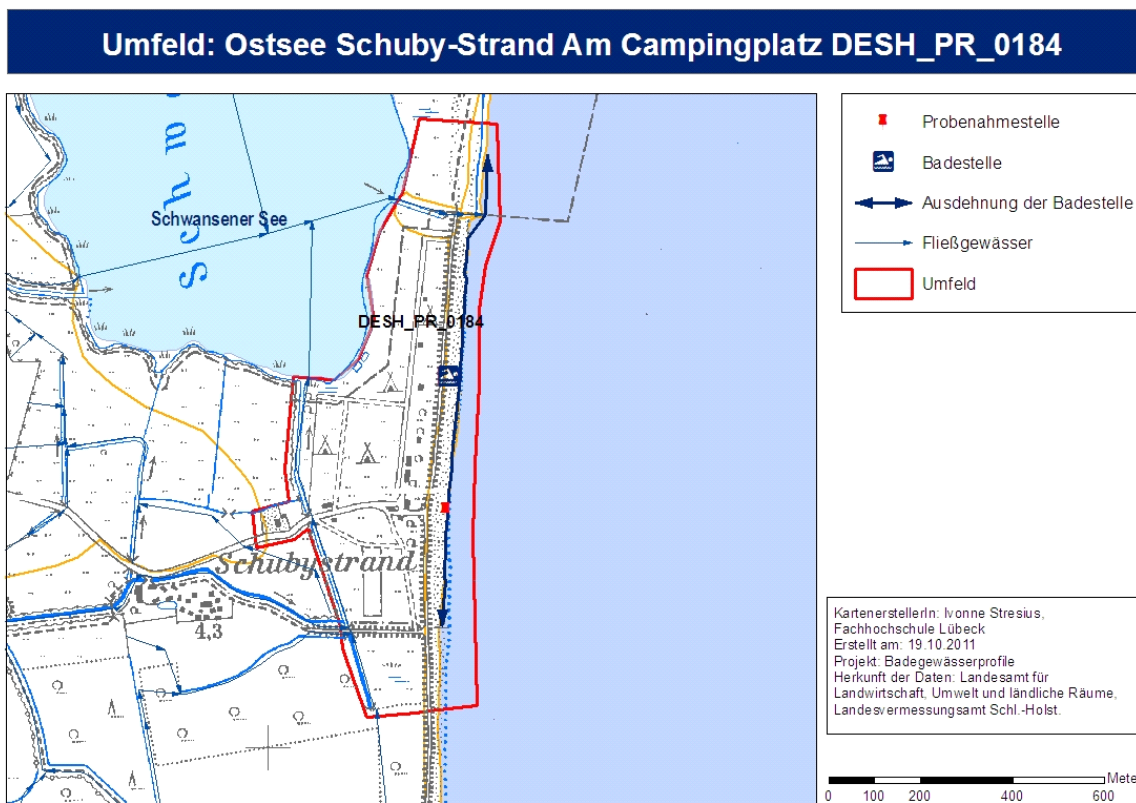 Umfeld: Ostsee Schuby-Strand Am Campingplatz DESH_PR_0184
Schw
Schwansener See
DESH_PR_0184
Schubystrand
4,3
Probenahmestelle
Badestelle
Ausdehnung der Badestelle
Fließgewässer
Umfeld
KartenerstellerIn: Ivonne Stresius,
Fachhochschule Lübeck
Erstellt am: 19.10.2011
Projekt: Badegewässerprofile
Herkunft der Daten: Landesamt für
Landwirtschaft, Umwelt und ländliche Räume,
Landesvermessungsamt Schl.-Holst.
Mete
0 100 200 400 600